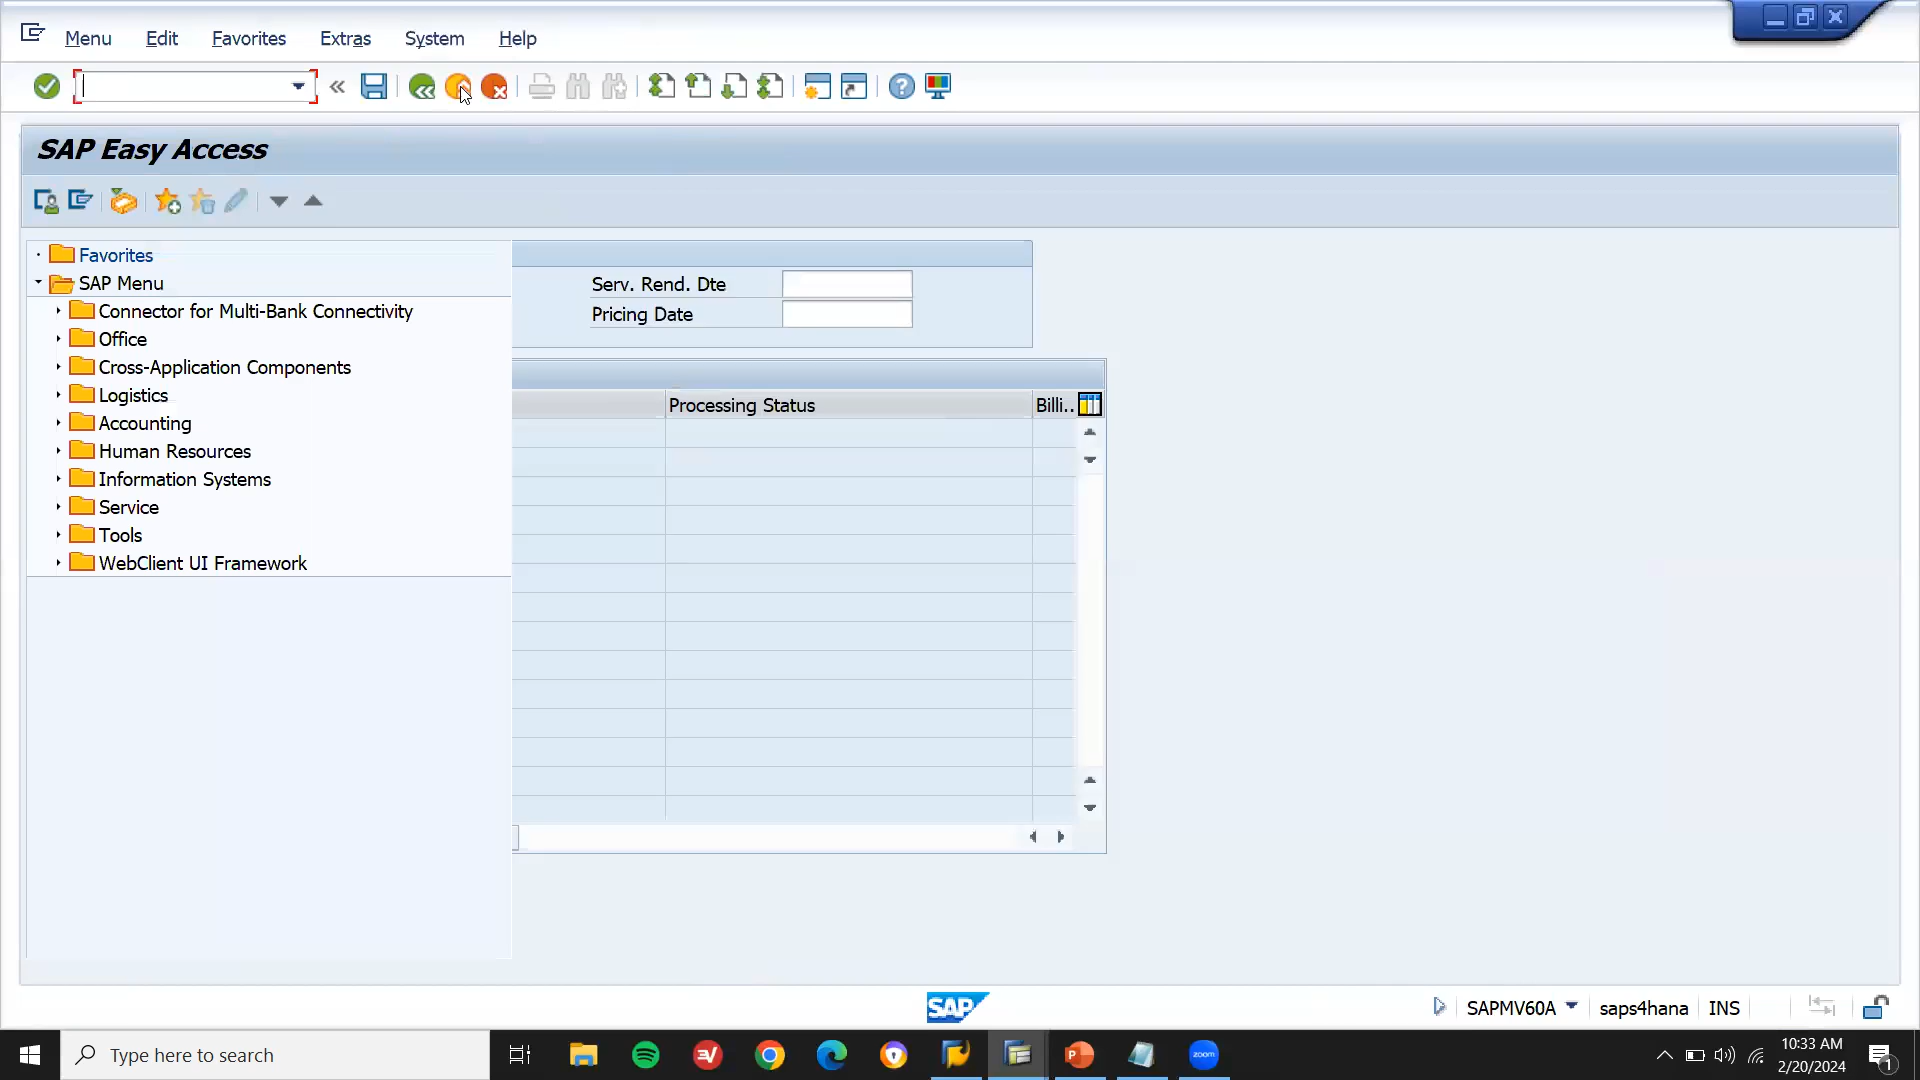 Menu Edit Favorites Extras System Help
SAP Easy Access
Favorites
SAP Menu
Connector for Multi-Bank Connectivity
Office
Cross-Application Components
Logistics
Accounting
Human Resources
Information Systems
Service
Tools
WebClient UI Framework
Serv. Rend. Dte
Pricing Date
Processing Status Billi..
SAP
SAPMV60A saps4hana INS
Type here to search
zoom
10:33 AM
2/20/2024
1